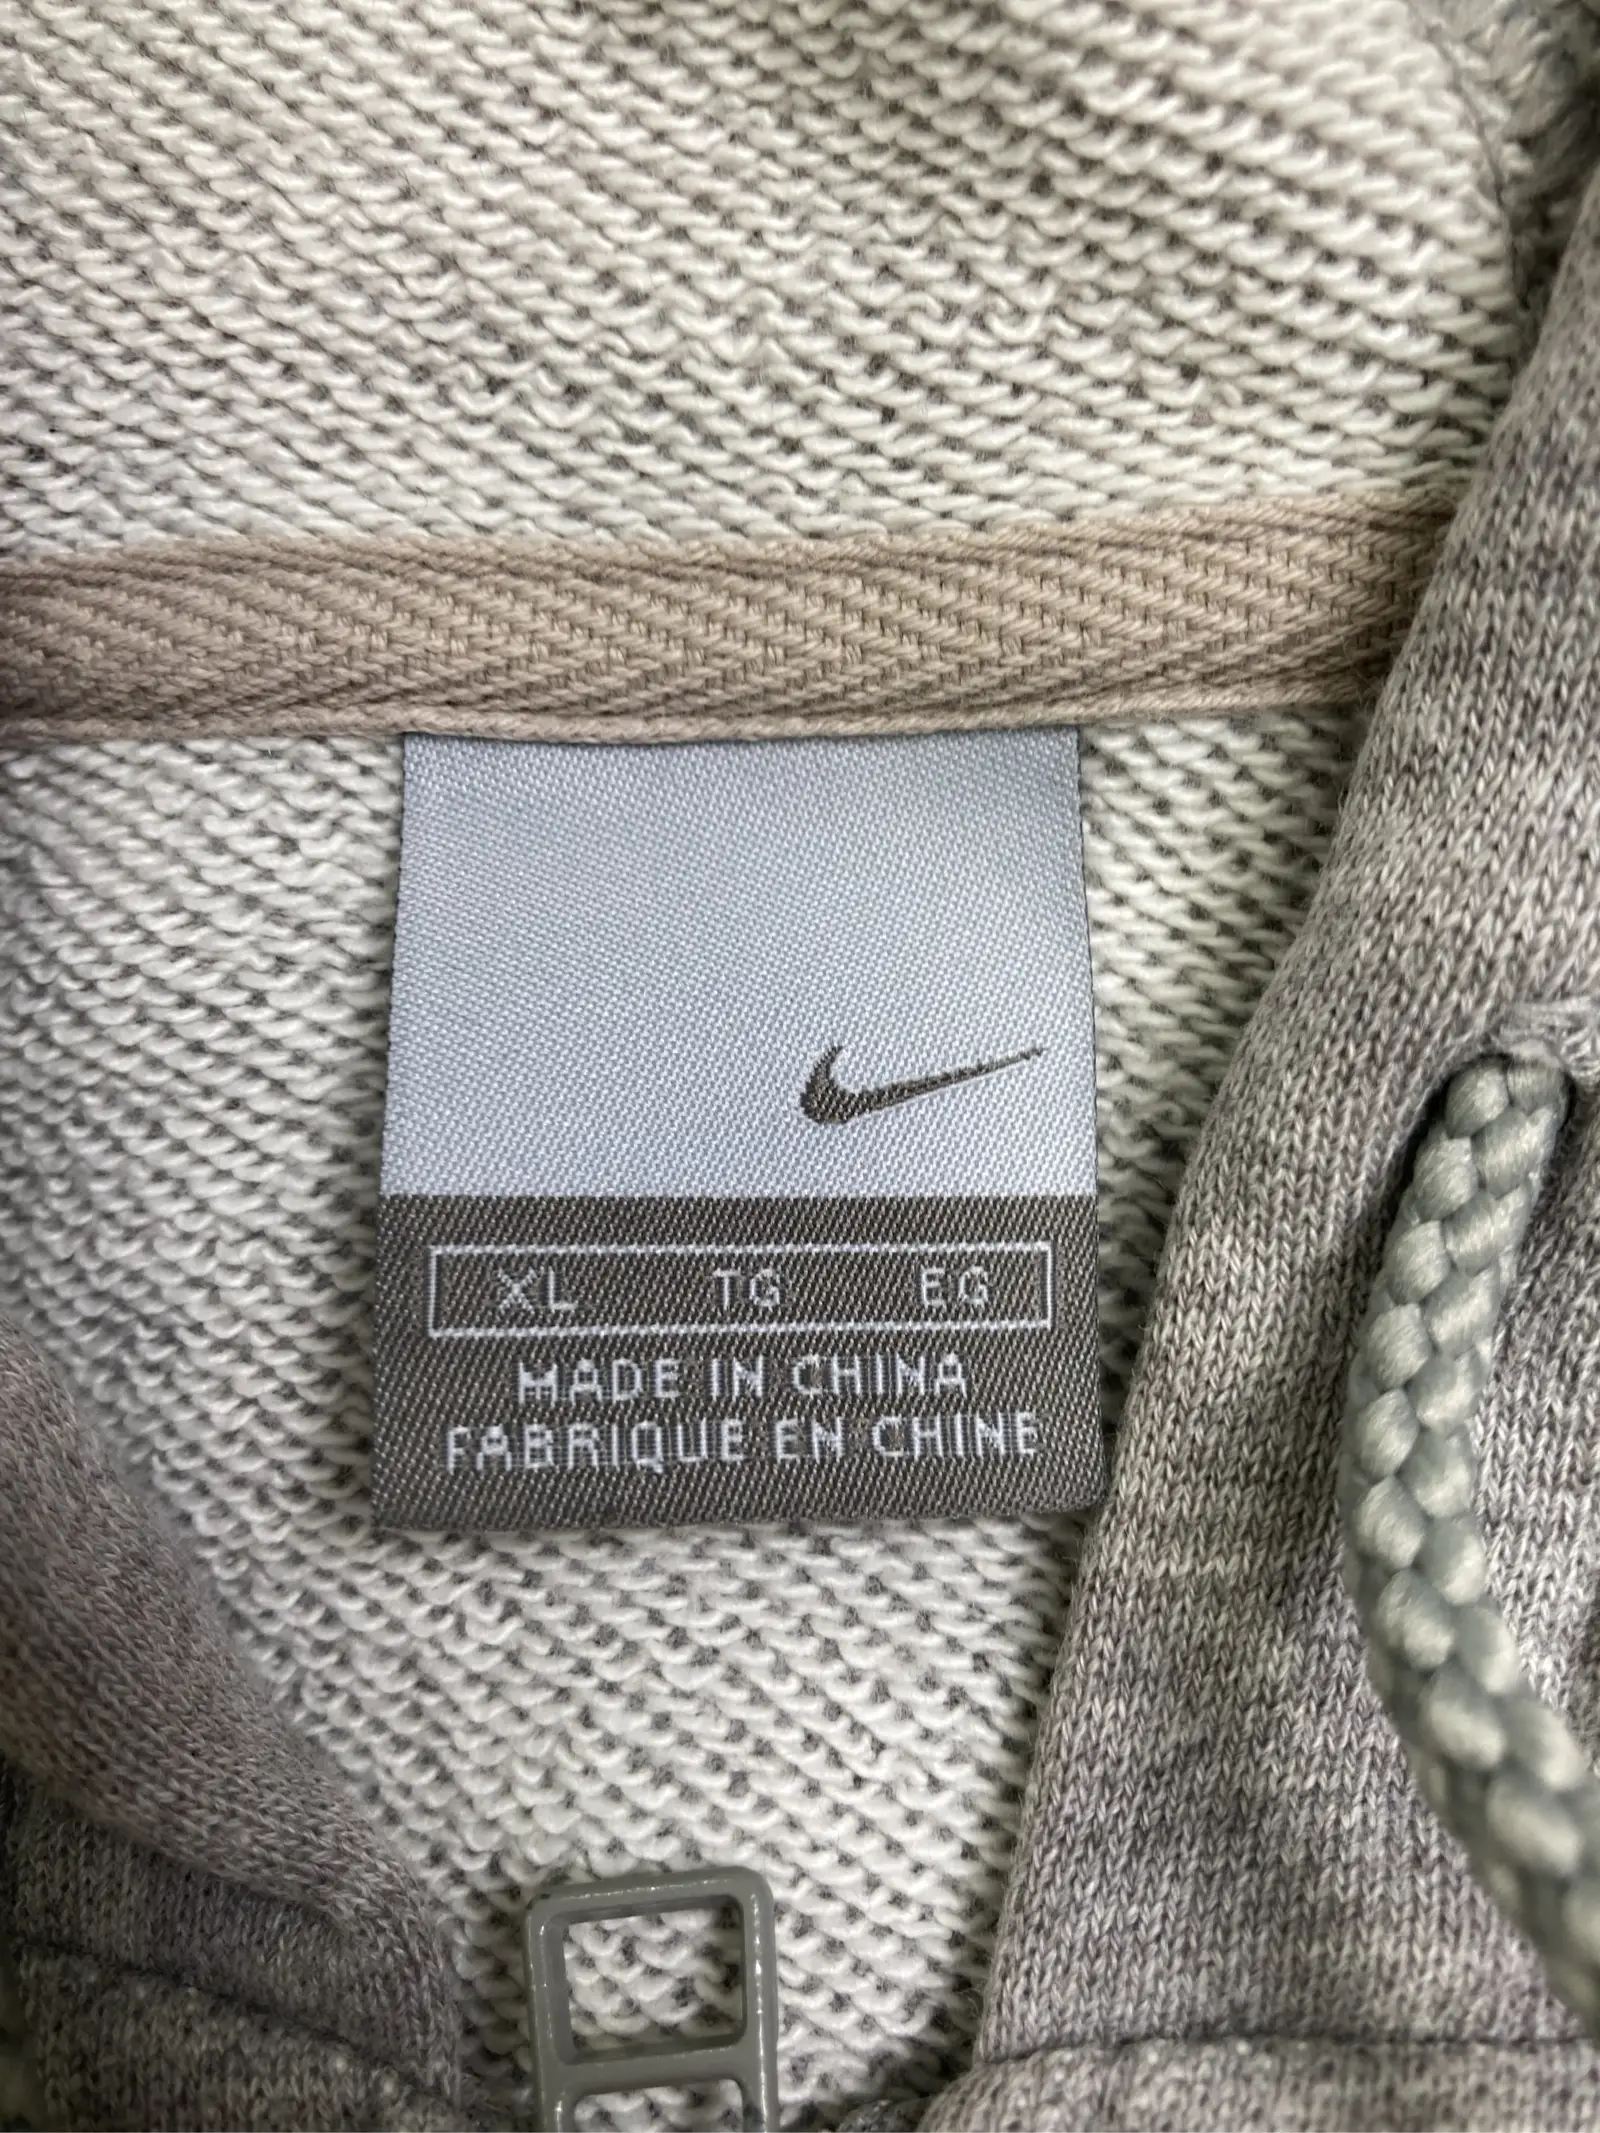 XL TG EG
MADE IN CHINA
FABRIQUE EN CHINE